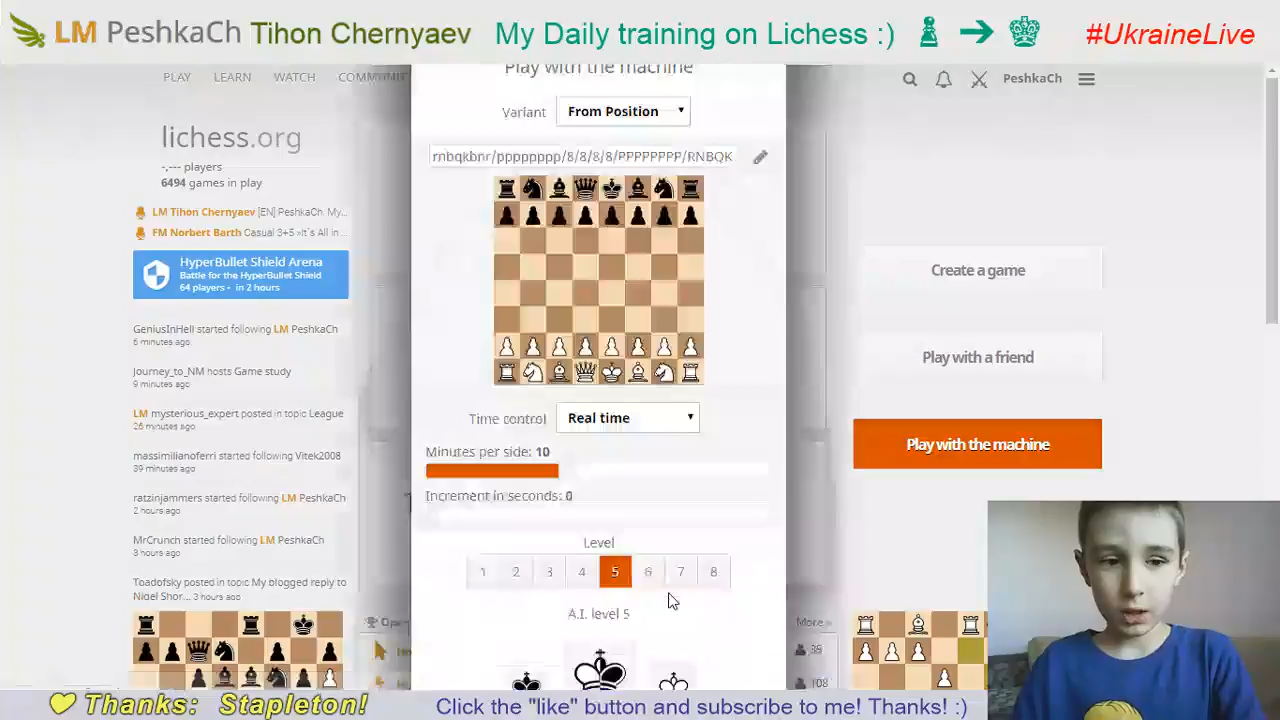 LM PeshkaCh Tihon Chernyaev My Daily training on Lichess :) #UkraineLive
PLAY LEARN WATCH COMMUNIT
PeshkaCh
lichess.org
-,--- players
6494 games in play
LM Tihon Chernyaev [EN] PeshkaCh. My...
FM Norbert Barth Casual 3+5 »It´s All in ...
HyperBullet Shield Arena
Battle for the HyperBullet Shield
64 players - in 2 hours
GeniusInHell started following LM PeshkaCh
6 minutes ago
Journey_to_NM hosts Game study
9 minutes ago
LM mysterious_expert posted in topic League
26 minutes ago
massimilianoferri blocked Vitek2008
39 minutes ago
ratzinjammers started following LM PeshkaCh
2 hours ago
MrCrunch started following LM PeshkaCh
3 hours ago
Toadofsky posted in topic My blogged reply to
Nigel Shor... 3 hours ago
Play with the machine
Variant From Position
rnbqkbnr/pppppppp/8/8/8/8/PPPPPPPP/RNBQK
Time control Real time
Minutes per side: 10
Increment in seconds: 0
Level
1 2 3 4 5 6 7 8
A.I. level 5
Create a game
Play with a friend
Play with the machine
Ope
More »
39
108
Thanks: Stapleton!
Click the "like" button and subscribe to me! Thanks! :)